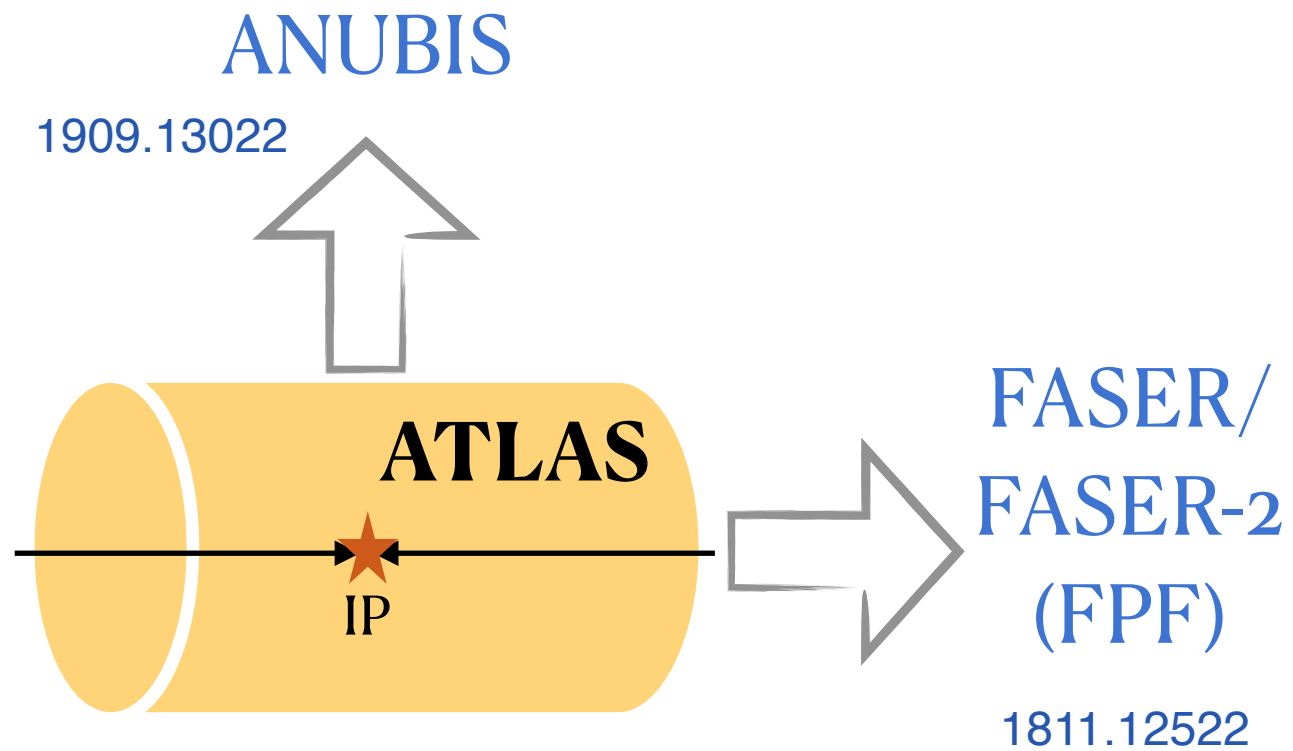 ANUBIS
1909.13022
ATLAS
IP
FASER/
FASER-2
(FPF)
1811.12522